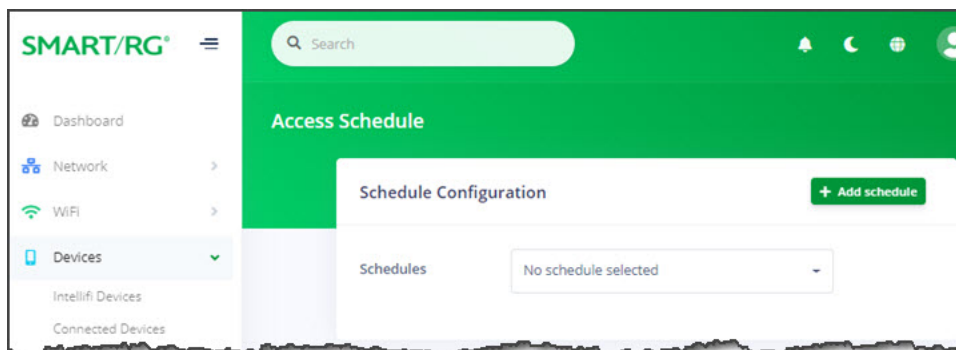 SMART/RG®
Search
Dashboard
Access Schedule
Network
Schedule Configuration
+ Add schedule
WiFi
Devices
Schedules
No schedule selected
Intellifi Devices
Connected Devices